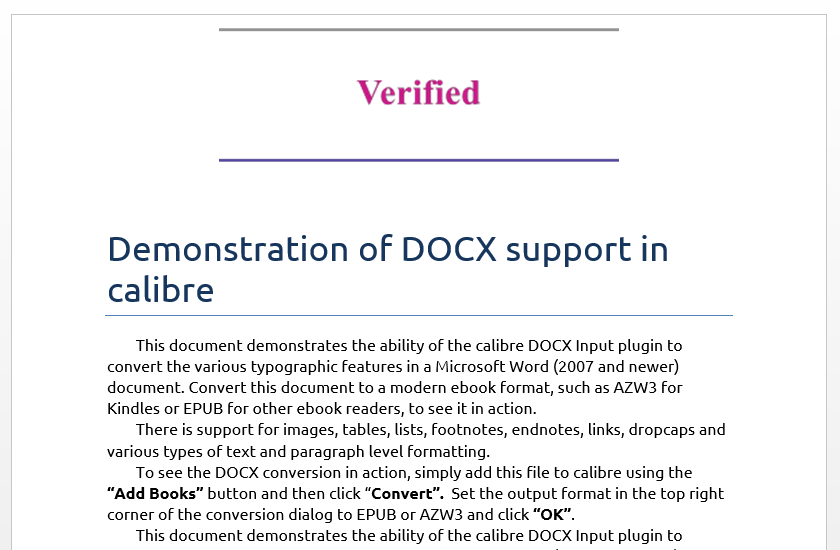 Verified
Demonstration of DOCX support in
calibre
This document demonstrates the ability of the calibre DOCX Input plugin to
convert the various typographic features in a Microsoft Word (2007 and newer)
document. Convert this document to a modern ebook format, such as AZW3 for
Kindles or EPUB for other ebook readers, to see it in action.
There is support for images, tables, lists, footnotes, endnotes, links, dropcaps and
various types of text and paragraph level formatting.
To see the DOCX conversion in action, simply add this file to calibre using the
“Add Books” button and then click “Convert”.  Set the output format in the top right
corner of the conversion dialog to EPUB or AZW3 and click “OK”.
This document demonstrates the ability of the calibre DOCX Input plugin to